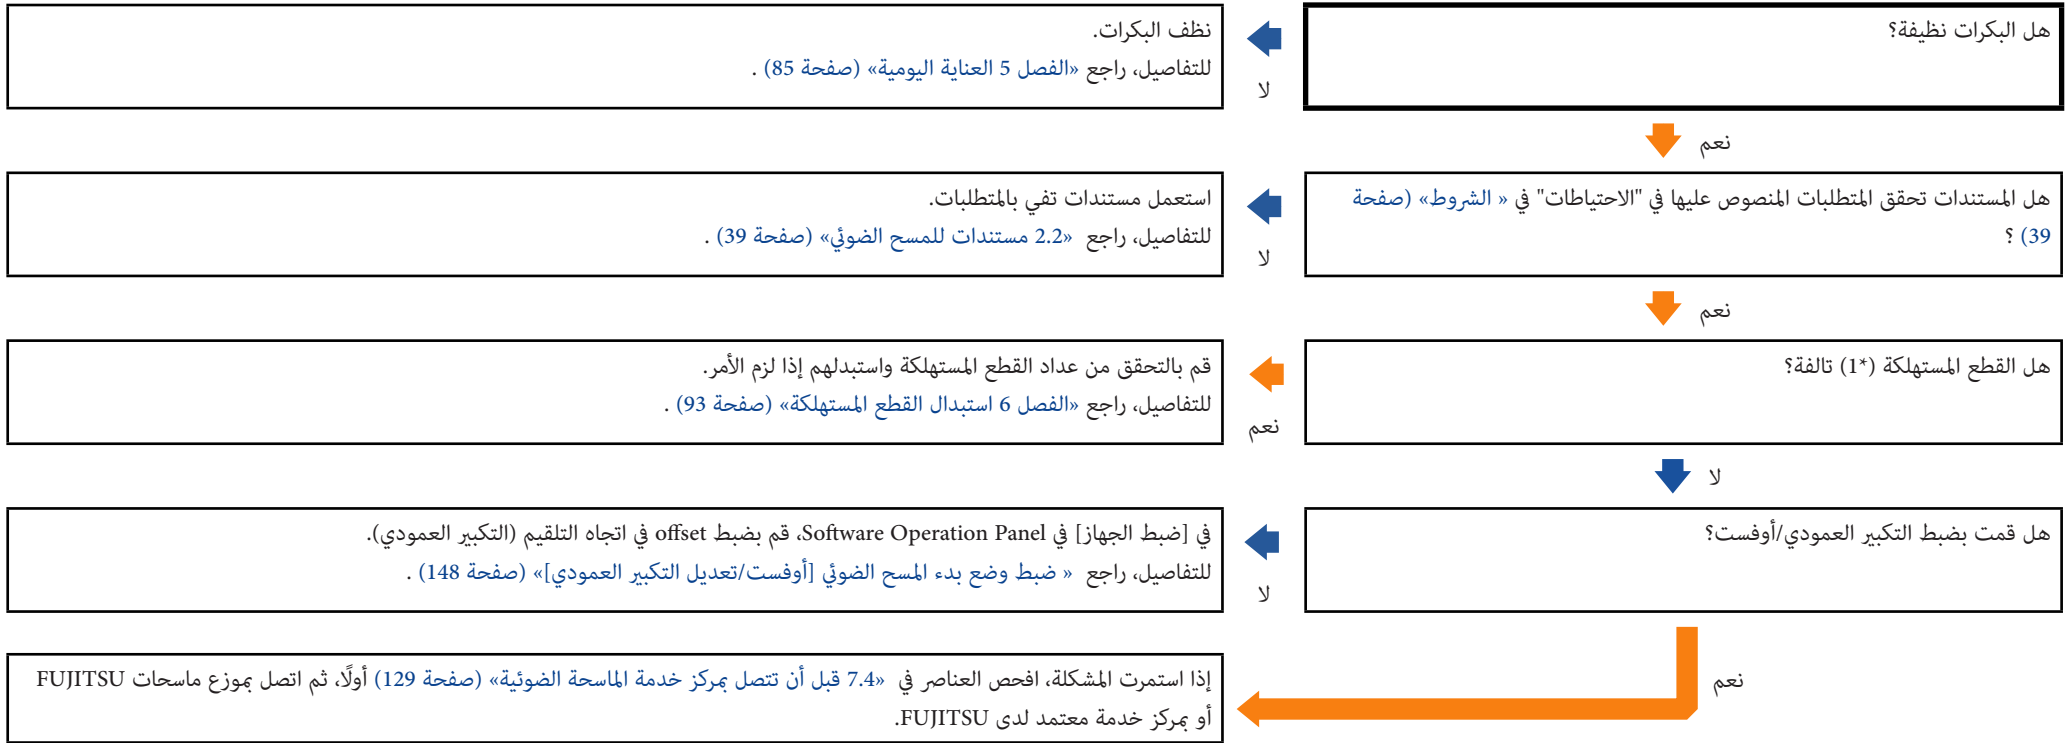 هل البكرات نظيفة؟
لا
نظف البكرات.
للتفاصيل، راجع «الفصل 5 العناية اليومية» (صفحة 85) .
نعم
هل المستندات تحقق المتطلبات المنصوص عليها في "الاحتياطات" في « الشروط» (صفحة
39) ؟
لا
استعمل مستندات تفي بالمتطلبات.
للتفاصيل، راجع «2.2 مستندات للمسح الضوئي» (صفحة 39) .
نعم
هل القطع المستهلكة (*1) تالفة؟
نعم
قم بالتحقق من عداد القطع المستهلكة واستبدلهم إذا لزم الأمر.
للتفاصيل، راجع «الفصل 6 استبدال القطع المستهلكة» (صفحة 93) .
لا
هل قمت بضبط التكبير العمودي/أوفست؟
لا
في [ضبط الجهاز] في Software Operation Panel، قم بضبط offset في اتجاه التلقيم (التكبير العمودي).
للتفاصيل، راجع « ضبط وضع بدء المسح الضوئي [أوفست/تعديل التكبير العمودي]» (صفحة 148) .
نعم
إذا استمرت المشكلة، افحص العناصر في «7.4 قبل أن تتصل بمركز خدمة الماسحة الضوئية» (صفحة 129) أولًا، ثم اتصل بموزع ماسحات FUJITSU
أو بمركز خدمة معتمد لدى FUJITSU.